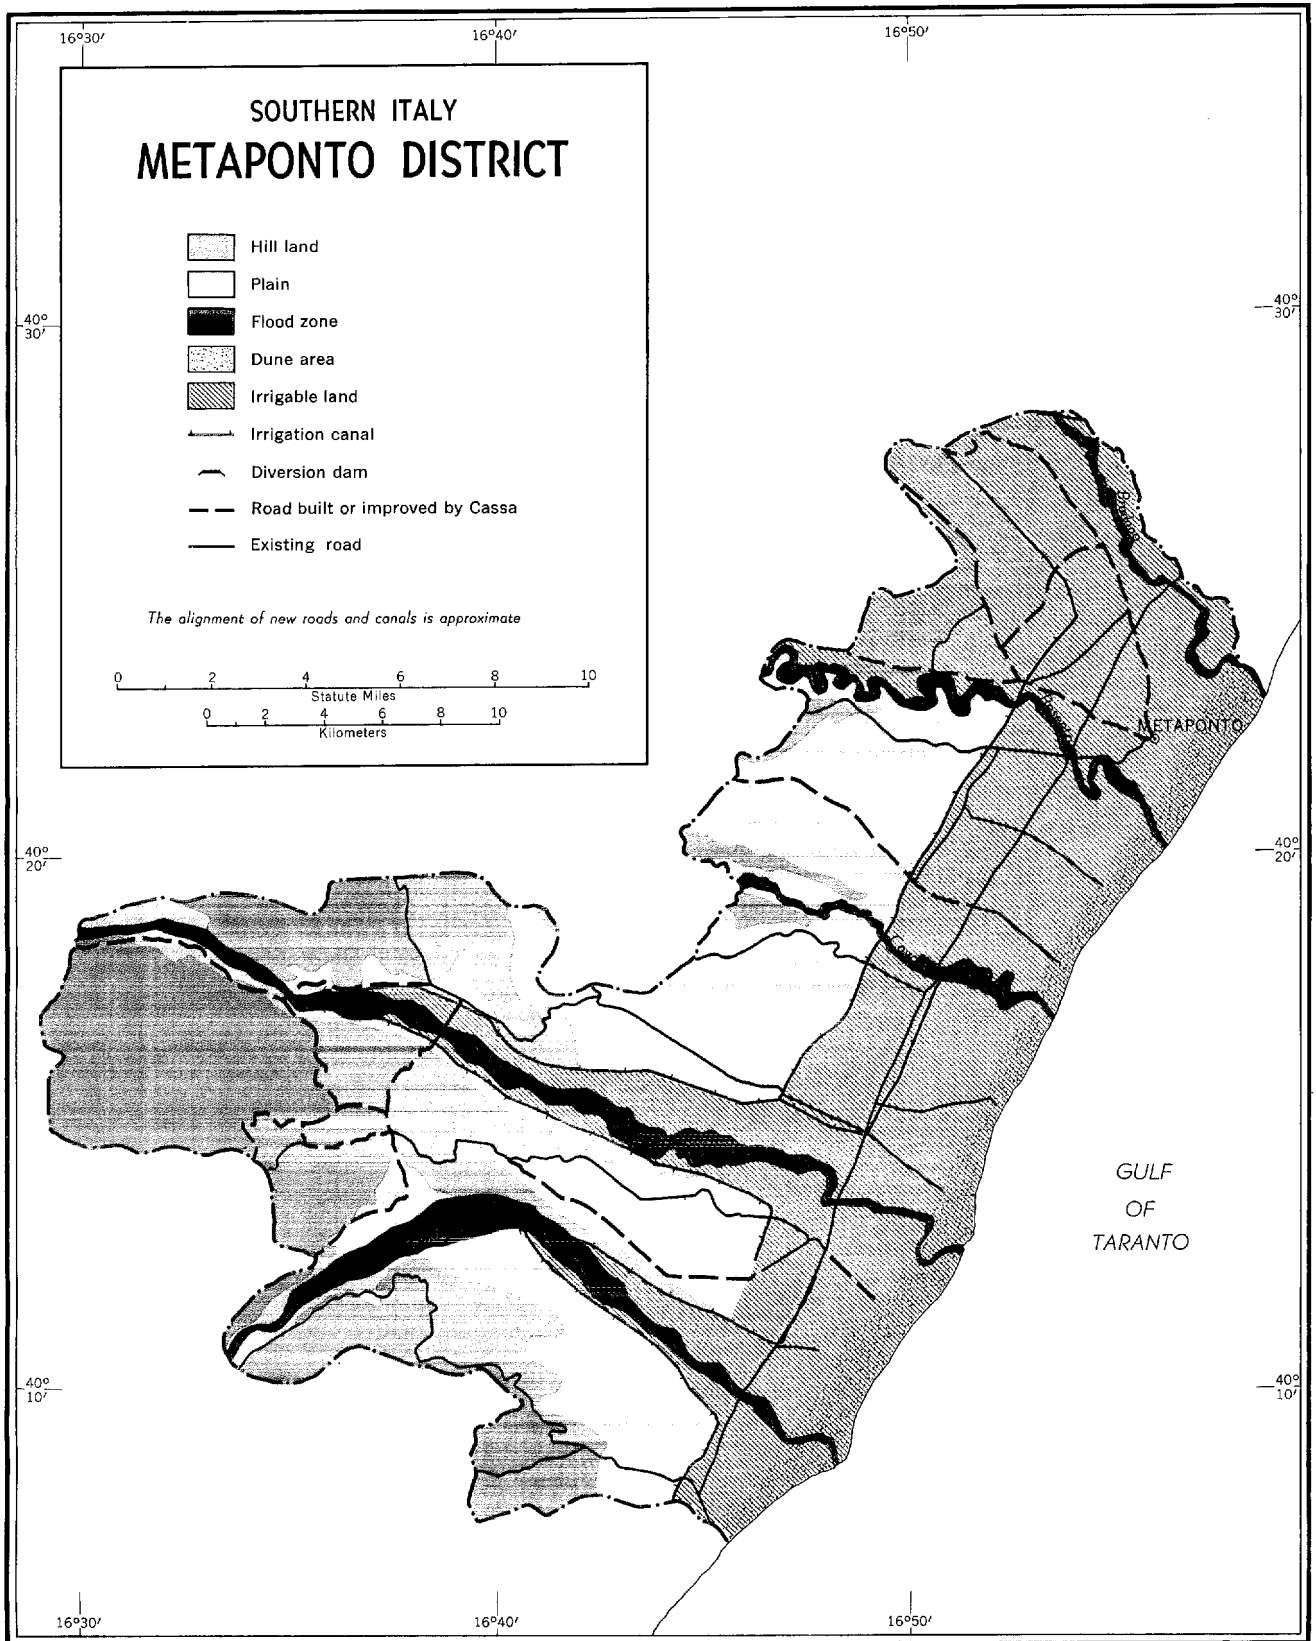 16°30′ 16°40′ 16°50′
SOUTHERN ITALY
METAPONTO DISTRICT
Hill land
Plain
Flood zone
Dune area
Irrigable land
Irrigation canal
Diversion dam
Road built or improved by Cassa
Existing road
The alignment of new roads and canals is approximate
0 2 4 6 8 10
Statute Miles
0 2 4 6 8 10
Kilometers
40° 30′
40° 30′
METAPONTO
40° 20′
40° 20′
GULF
OF
TARANTO
40° 10′
40° 10′
16°30′ 16°40′ 16°50′